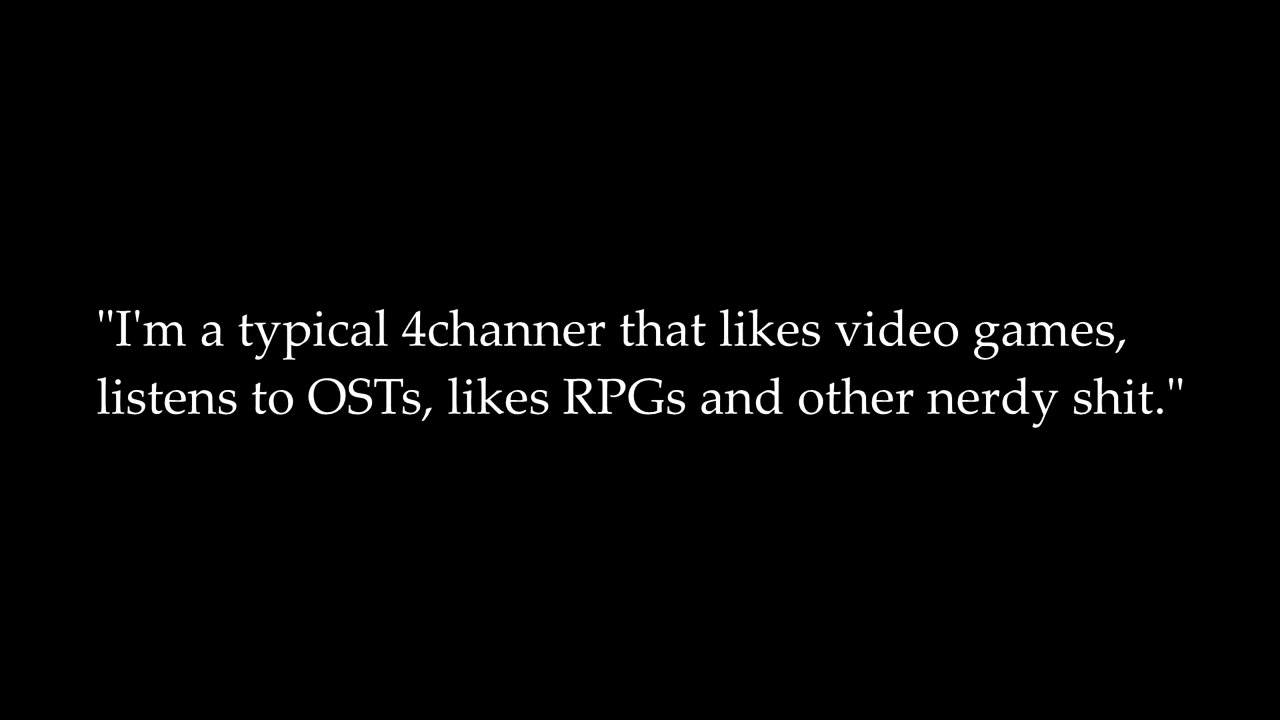 "I'm a typical 4channer that likes video games,
listens to OSTs, likes RPGs and other nerdy shit."